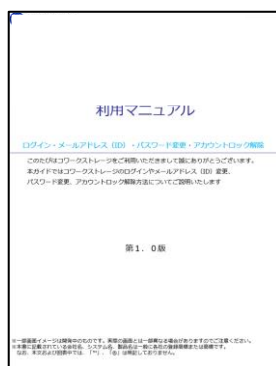 利用マニュアル
ログイン・メールアドレス（ID）・パスワード変更・アカウントロック解除
このたびはコワークストレージをご利用いただきまして誠にありがとうございます。
本ガイドではコワークストレージのログインやメールアドレス（ID）変更、
パスワード変更、アカウントロック解除方法についてご説明いたします
第1．0版
※一部画面イメージは開発中のものです。実際の画面とは一部異なる場合がありますのでご注意ください。
※本書に記載されている会社名、システム名、製品名は一般に各社の登録商標または商標です。
なお、本文および図表中では、「™」、「®」は明記しておりません。